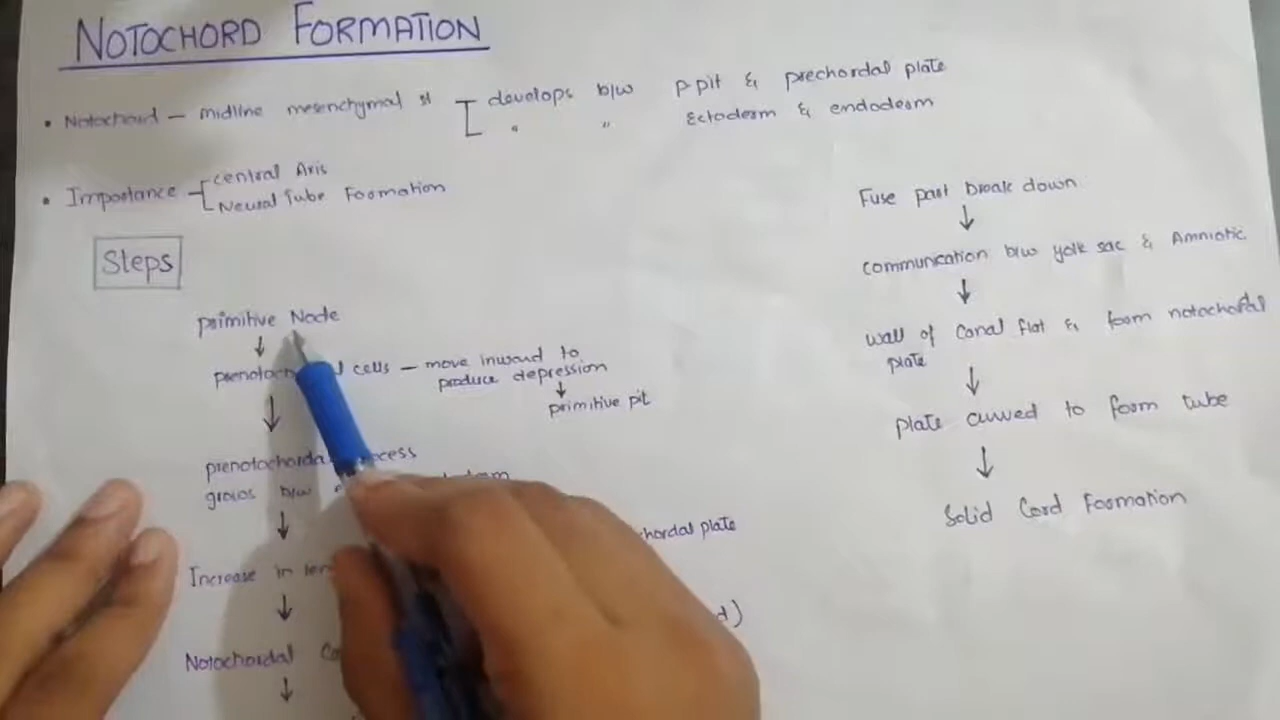 NOTOCHORD FORMATION
• Notochord – midline mesenchymal st develops b/w P.pit & prechordal plate
" " Ectoderm & endoderm
• Importance central Axis
Neural Tube Formation
Steps
primitive Node
↓
cells – move inward to
produce depression
↓
primitive pit
↓
grows b/w
chordal plate
↓
Increase in
↓
Notochordal
↓
Fuse part break down
↓
communication b/w yolk sac & Amniotic
↓
wall of canal flat & form notochordal
plate
↓
plate curved to form tube
↓
Solid Cord Formation